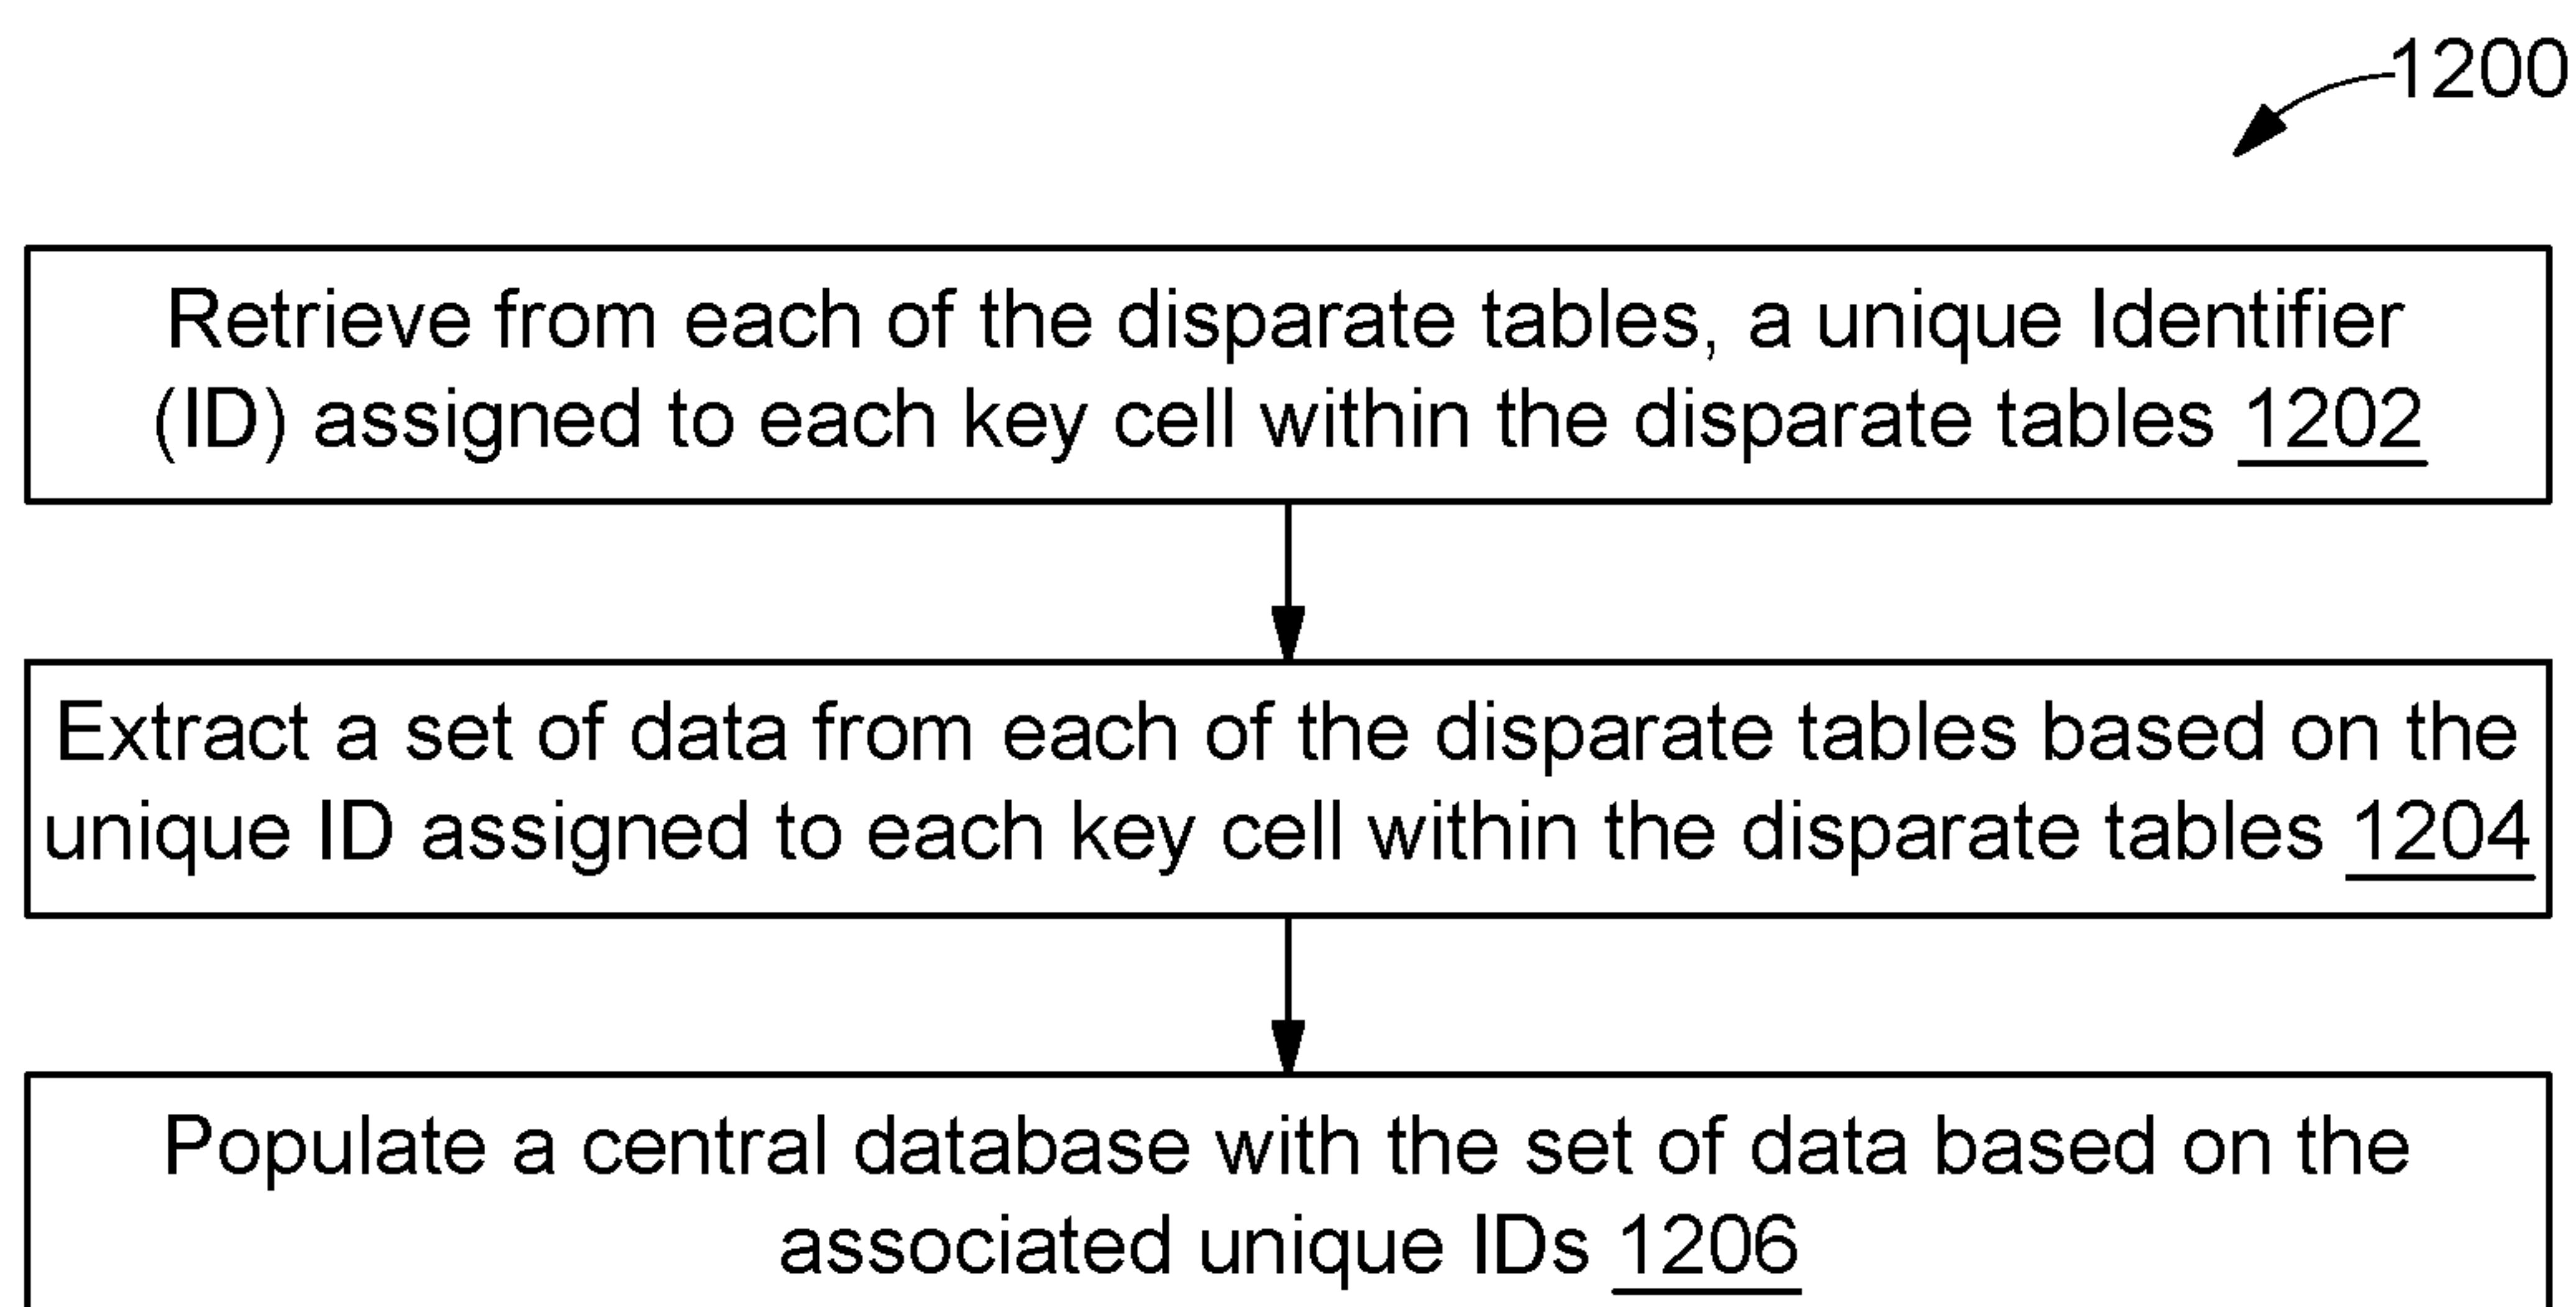 1200
Retrieve from each of the disparate tables, a unique Identifier
(ID) assigned to each key cell within the disparate tables 1202
Extract a set of data from each of the disparate tables based on the
unique ID assigned to each key cell within the disparate tables 1204
Populate a central database with the set of data based on the
associated unique IDs 1206